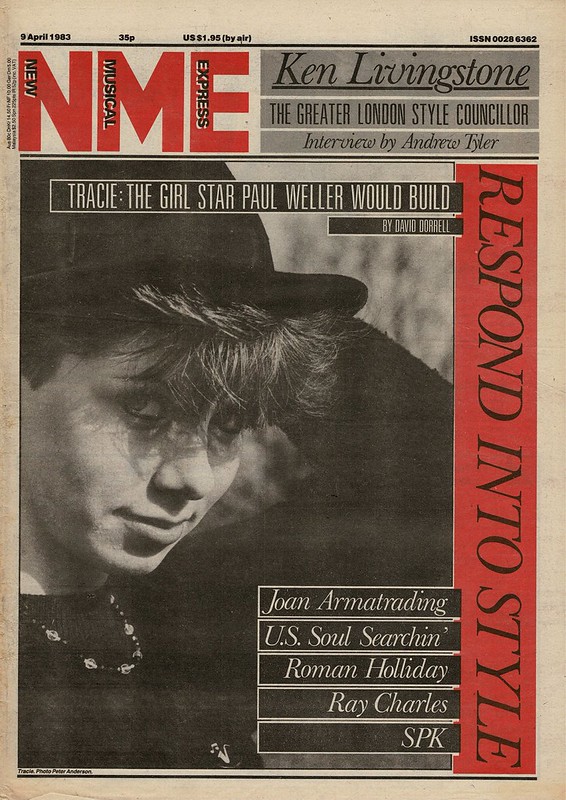 9 April 1983 35p US $1.95 (by air) ISSN 0028 6362
NME
NEW MUSICAL EXPRESS
Ken Livingstone
THE GREATER LONDON STYLE COUNCILLOR
Interview by Andrew Tyler
TRACIE: THE GIRL STAR PAUL WELLER WOULD BUILD
BY DAVID DORRELL
RESPOND INTO STYLE
Joan Armatrading
U.S. Soul Searchin'
Roman Holliday
Ray Charles
SPK
Tracie. Photo Peter Anderson.